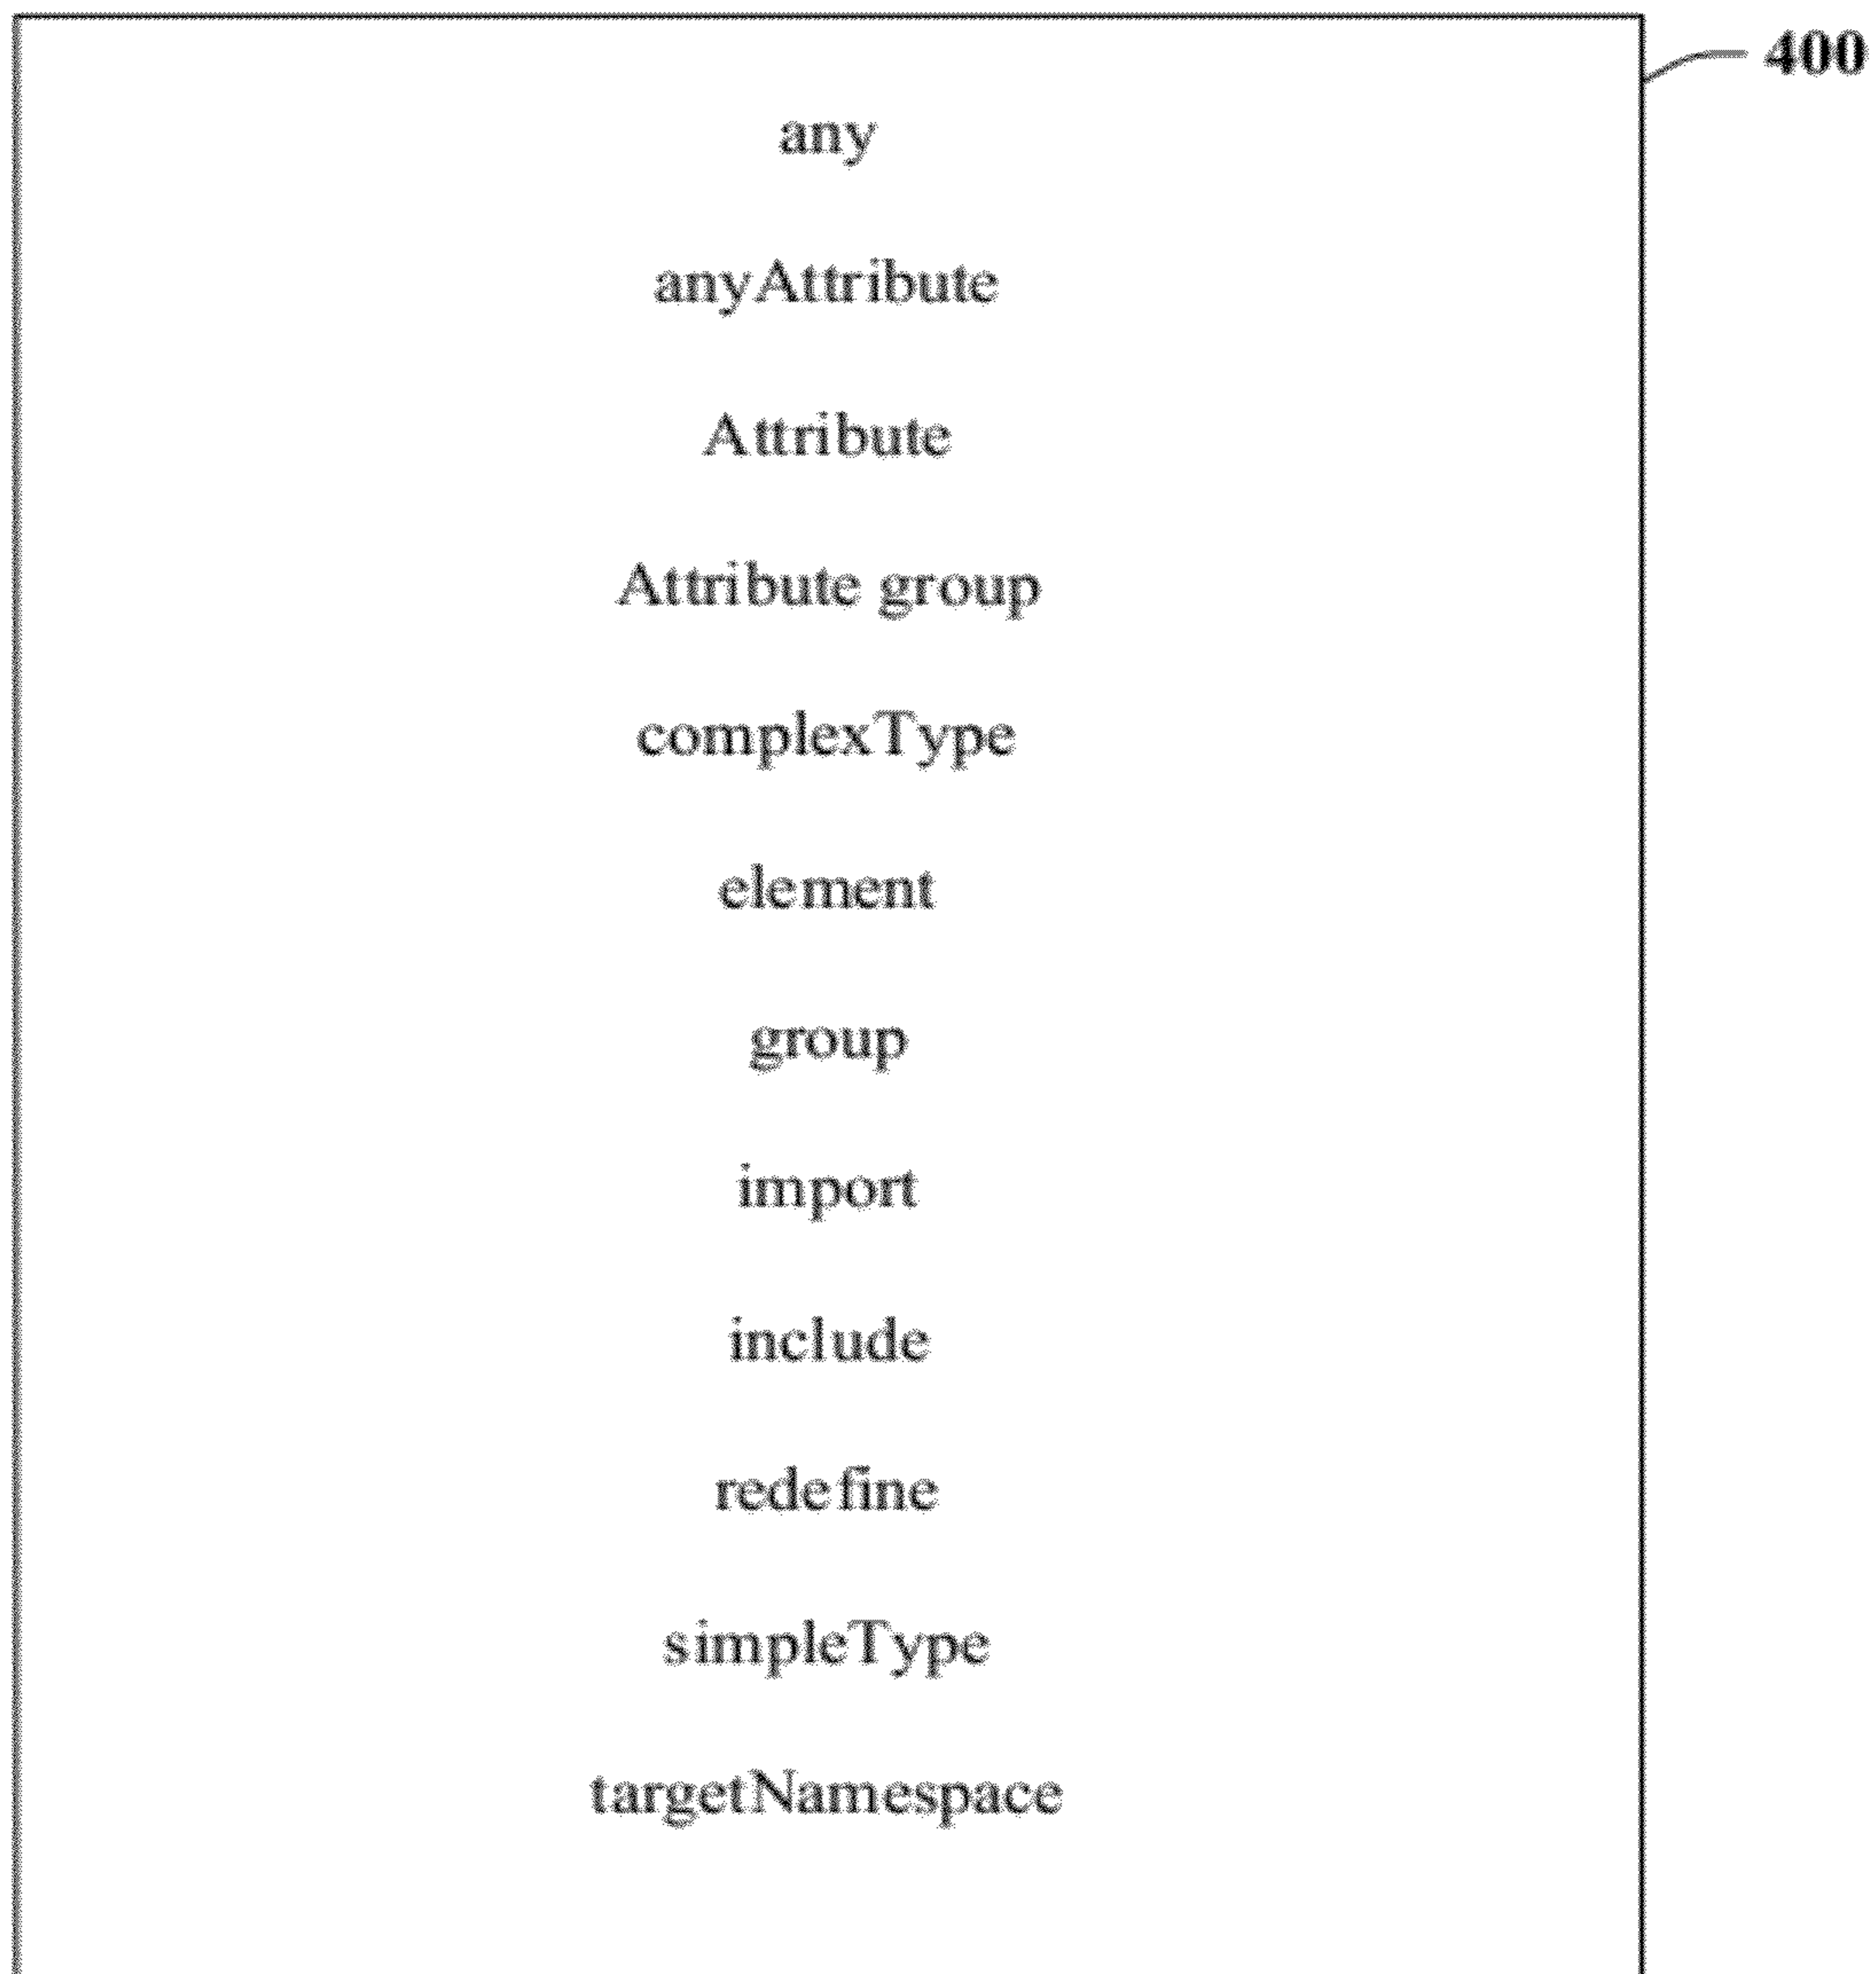 400
any
anyAttribute
Attribute
Attribute group
complexType
element
group
import
include
redefine
simpleType
targetNamespace